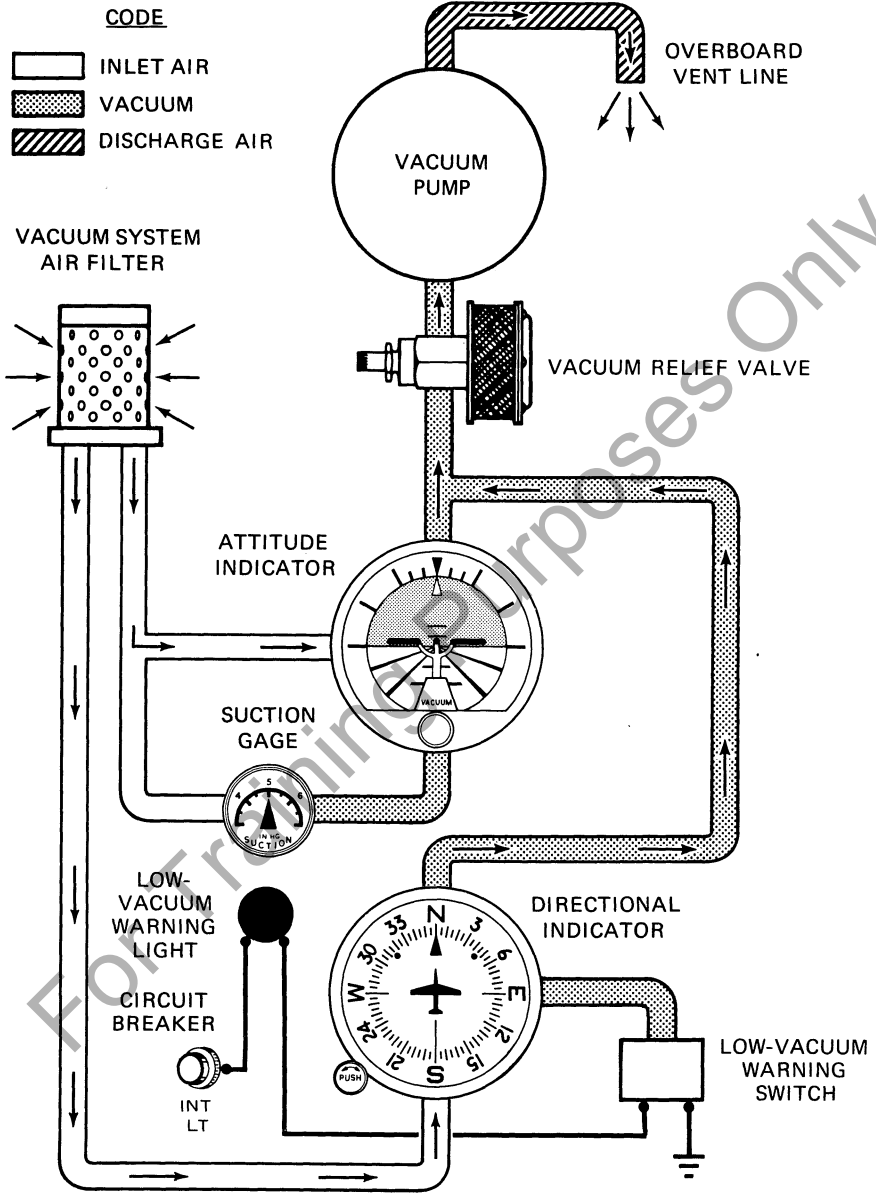 CODE
INLET AIR
VACUUM
DISCHARGE AIR
OVERBOARD
VENT LINE
VACUUM
PUMP
VACUUM SYSTEM
AIR FILTER
VACUUM RELIEF VALVE
ATTITUDE
INDICATOR
VACUUM
SUCTION
GAGE
4 5 6
IN HG
SUCTION
LOW-
VACUUM
WARNING
LIGHT
DIRECTIONAL
INDICATOR
N 3 6 E 12 15 S 21 24 W 30 33
PUSH
CIRCUIT
BREAKER
INT
LT
LOW-VACUUM
WARNING
SWITCH
For Training Purposes Only